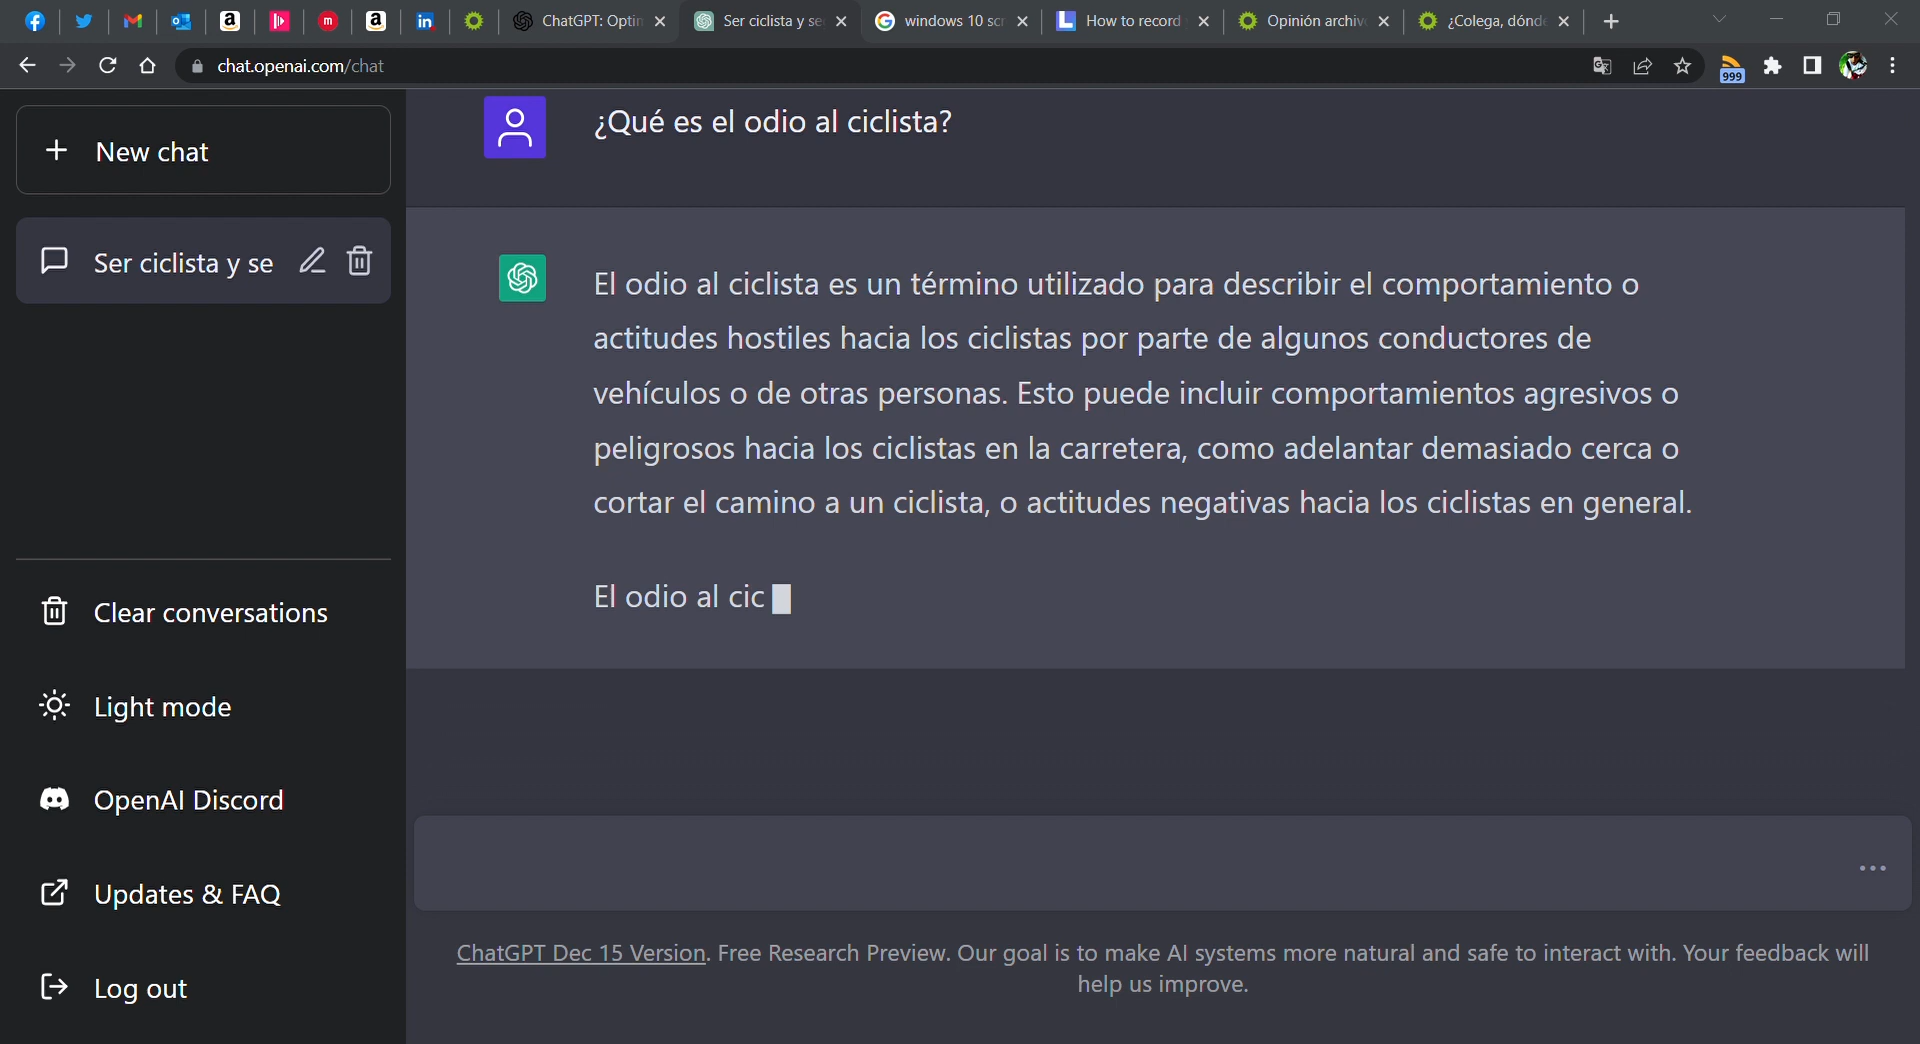 ChatGPT: Optin
Ser ciclista y se
windows 10 scr
How to record
Opinión archiv
¿Colega, dónde
chat.openai.com/chat
999
New chat
Ser ciclista y se
Clear conversations
Light mode
OpenAI Discord
Updates & FAQ
Log out
¿Qué es el odio al ciclista?
El odio al ciclista es un término utilizado para describir el comportamiento o
actitudes hostiles hacia los ciclistas por parte de algunos conductores de
vehículos o de otras personas. Esto puede incluir comportamientos agresivos o
peligrosos hacia los ciclistas en la carretera, como adelantar demasiado cerca o
cortar el camino a un ciclista, o actitudes negativas hacia los ciclistas en general.
El odio al cic
ChatGPT Dec 15 Version. Free Research Preview. Our goal is to make AI systems more natural and safe to interact with. Your feedback will
help us improve.